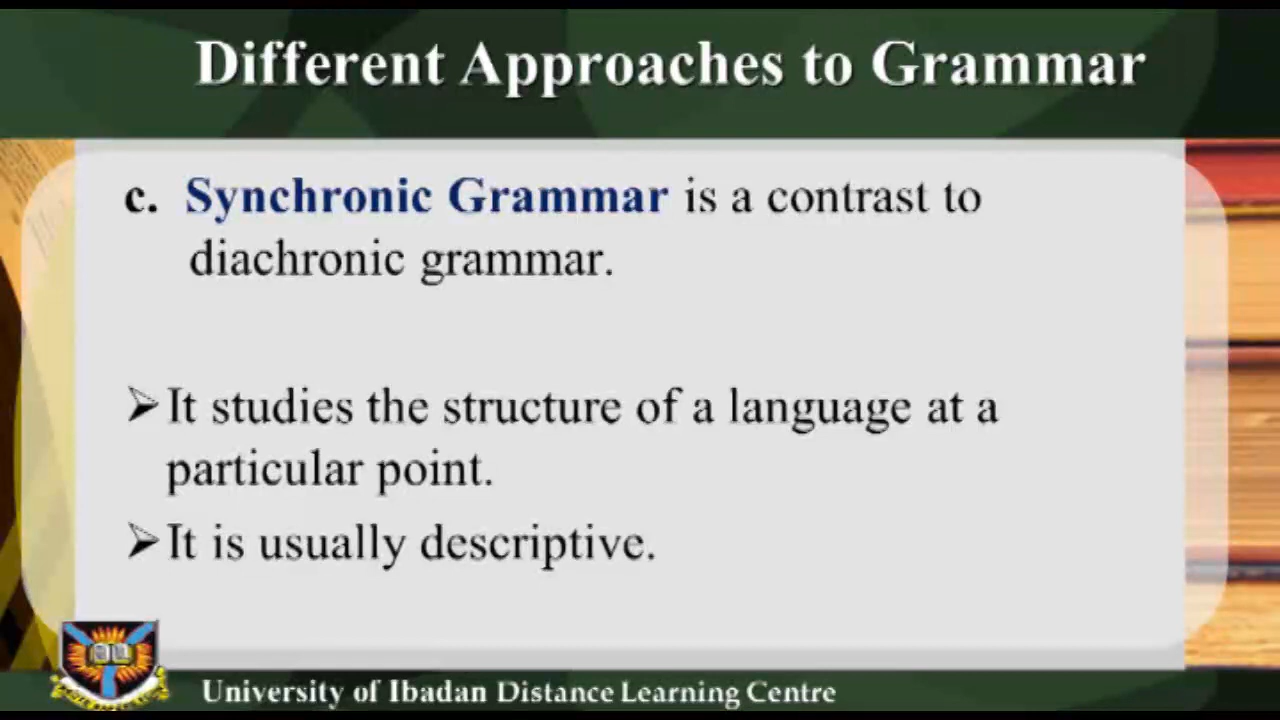 Different Approaches to Grammar
c. Synchronic Grammar is a contrast to
diachronic grammar.
➢It studies the structure of a language at a
particular point.
➢It is usually descriptive.
University of Ibadan Distance Learning Centre